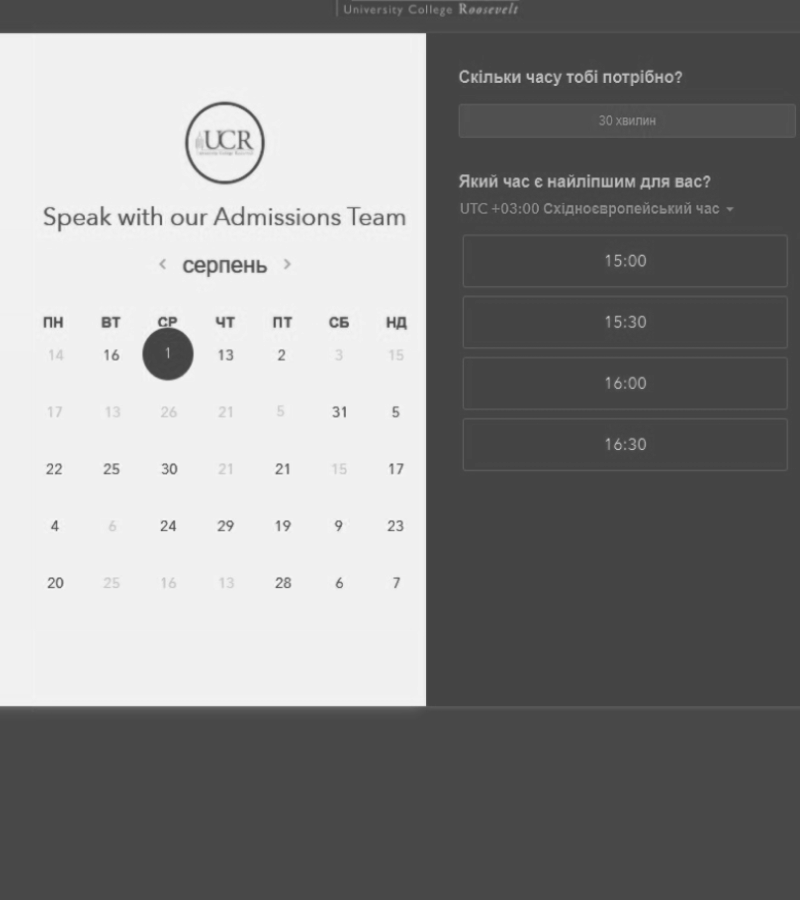 University College Roosevelt
UCR
Speak with our Admissions Team
< серпень >
ПН ВТ СР ЧТ ПТ СБ НД
14 16 1 13 2 3 15
17 13 26 21 5 31 5
22 25 30 21 21 15 17
4 6 24 29 19 9 23
20 25 16 13 28 6 7
Скільки часу тобі потрібно?
30 хвилин
Який час є найліпшим для вас?
UTC +03:00 Східноєвропейський час
15:00
15:30
16:00
16:30